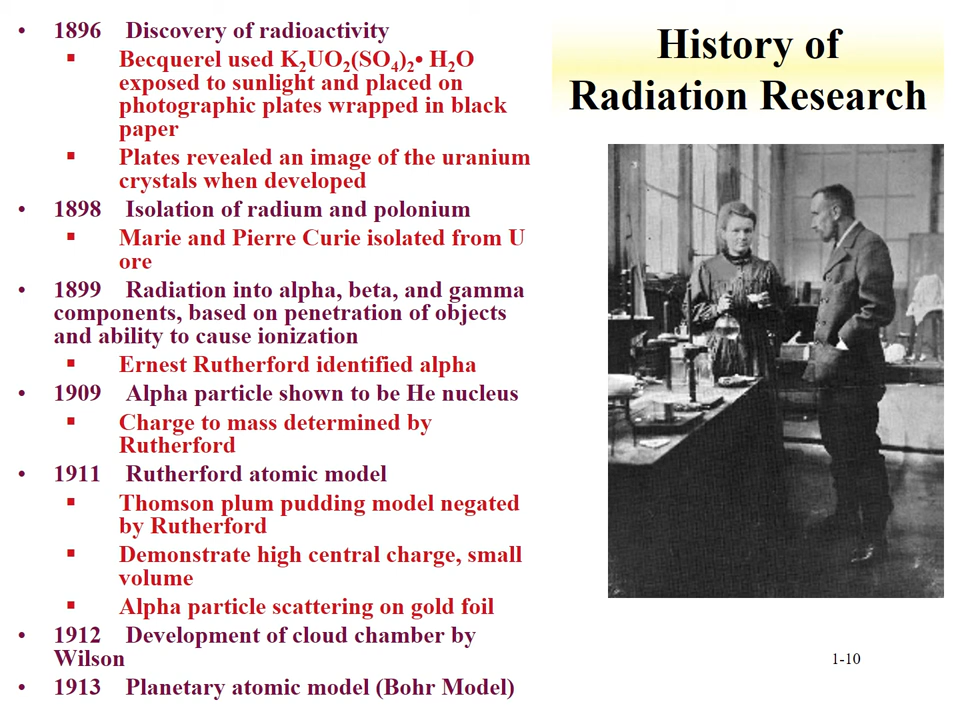 History of
Radiation Research
• 1896 Discovery of radioactivity
▪ Becquerel used K₂UO₂(SO₄)₂• H₂O
exposed to sunlight and placed on
photographic plates wrapped in black
paper
▪ Plates revealed an image of the uranium
crystals when developed
• 1898 Isolation of radium and polonium
▪ Marie and Pierre Curie isolated from U
ore
• 1899 Radiation into alpha, beta, and gamma
components, based on penetration of objects
and ability to cause ionization
▪ Ernest Rutherford identified alpha
• 1909 Alpha particle shown to be He nucleus
▪ Charge to mass determined by
Rutherford
• 1911 Rutherford atomic model
▪ Thomson plum pudding model negated
by Rutherford
▪ Demonstrate high central charge, small
volume
▪ Alpha particle scattering on gold foil
• 1912 Development of cloud chamber by
Wilson
• 1913 Planetary atomic model (Bohr Model)
1-10